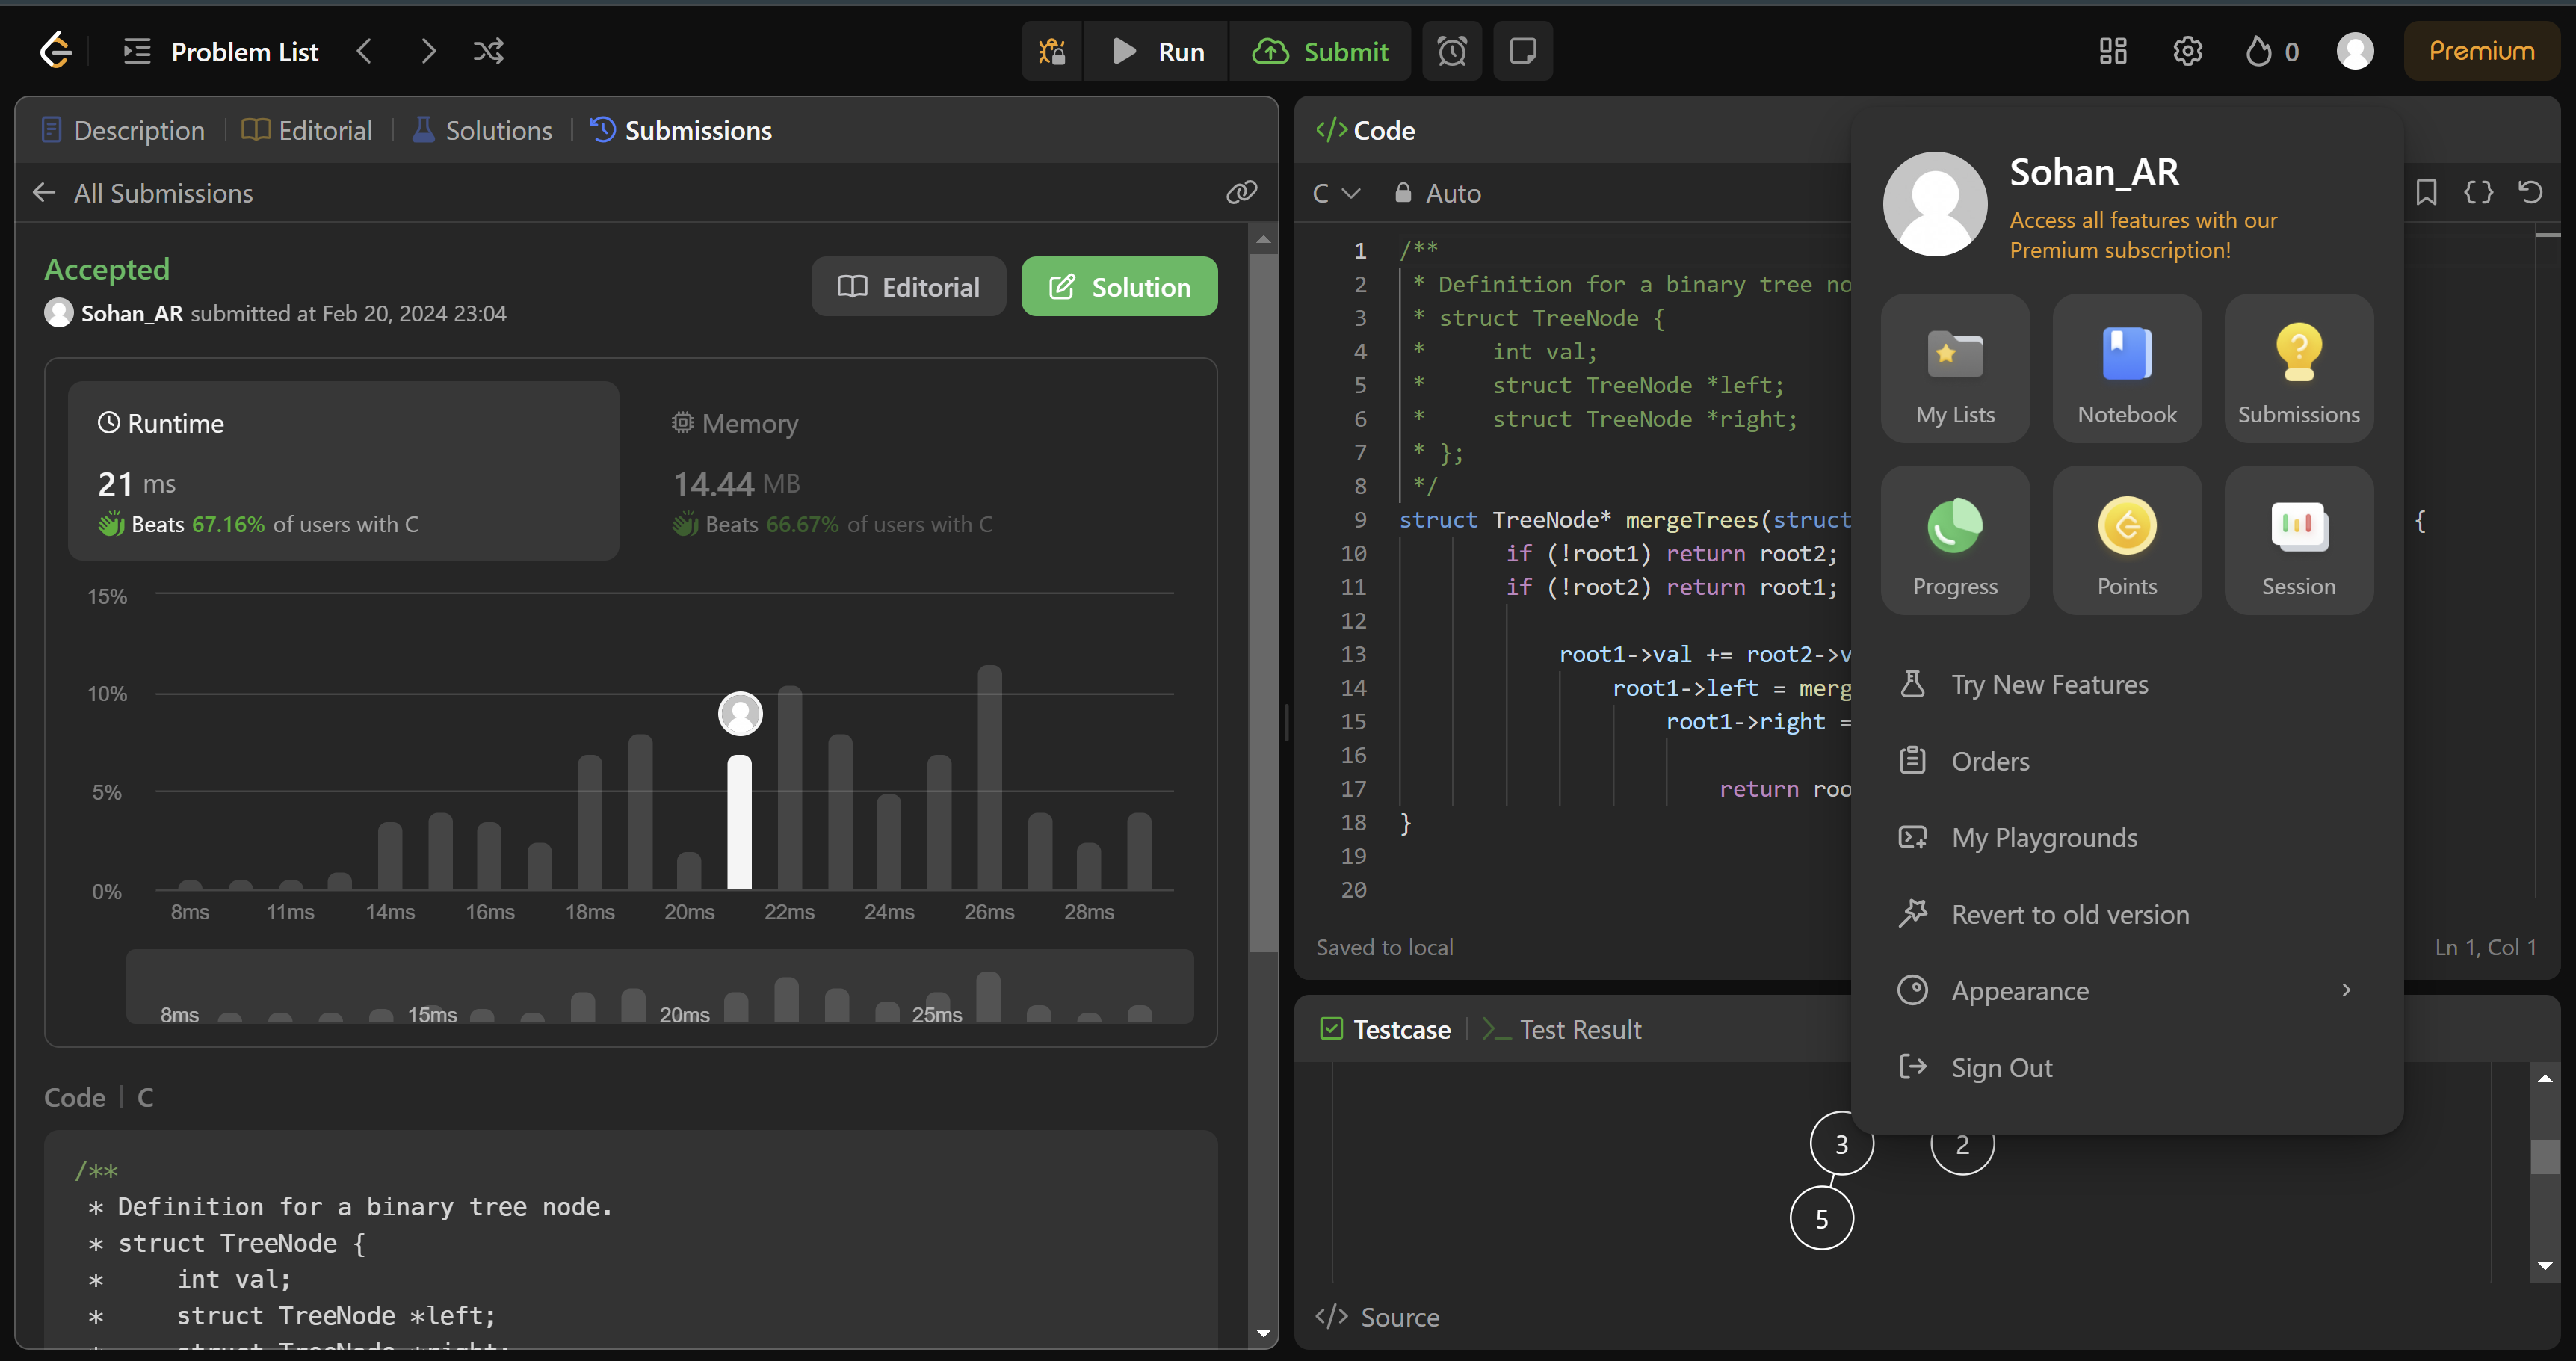 Problem List
Run
Submit
0
Premium
Description | Editorial | Solutions | Submissions
All Submissions
Accepted
Sohan_AR submitted at Feb 20, 2024 23:04
Editorial
Solution
Runtime
21 ms
Beats 67.16% of users with C
Memory
14.44 MB
Beats 66.67% of users with C
15%
10%
5%
0%
8ms 11ms 14ms 16ms 18ms 20ms 22ms 24ms 26ms 28ms
8ms 15ms 20ms 25ms
Code | C
/**
* Definition for a binary tree node.
* struct TreeNode {
*     int val;
*     struct TreeNode *left;
*     struct TreeNode *right;
</> Code
C Auto
{}
1 /**
2 * Definition for a binary tree no
3 * struct TreeNode {
4 *     int val;
5 *     struct TreeNode *left;
6 *     struct TreeNode *right;
7 * };
8 */
9 struct TreeNode* mergeTrees(struct {
10 if (!root1) return root2;
11 if (!root2) return root1;
12
13 root1->val += root2->v
14 root1->left = merg
15 root1->right =
16
17 return roo
18 }
19
20
Saved to local
Ln 1, Col 1
Testcase | Test Result
3 2
5
</> Source
Sohan_AR
Access all features with our
Premium subscription!
My Lists
Notebook
Submissions
Progress
Points
Session
Try New Features
Orders
My Playgrounds
Revert to old version
Appearance
Sign Out